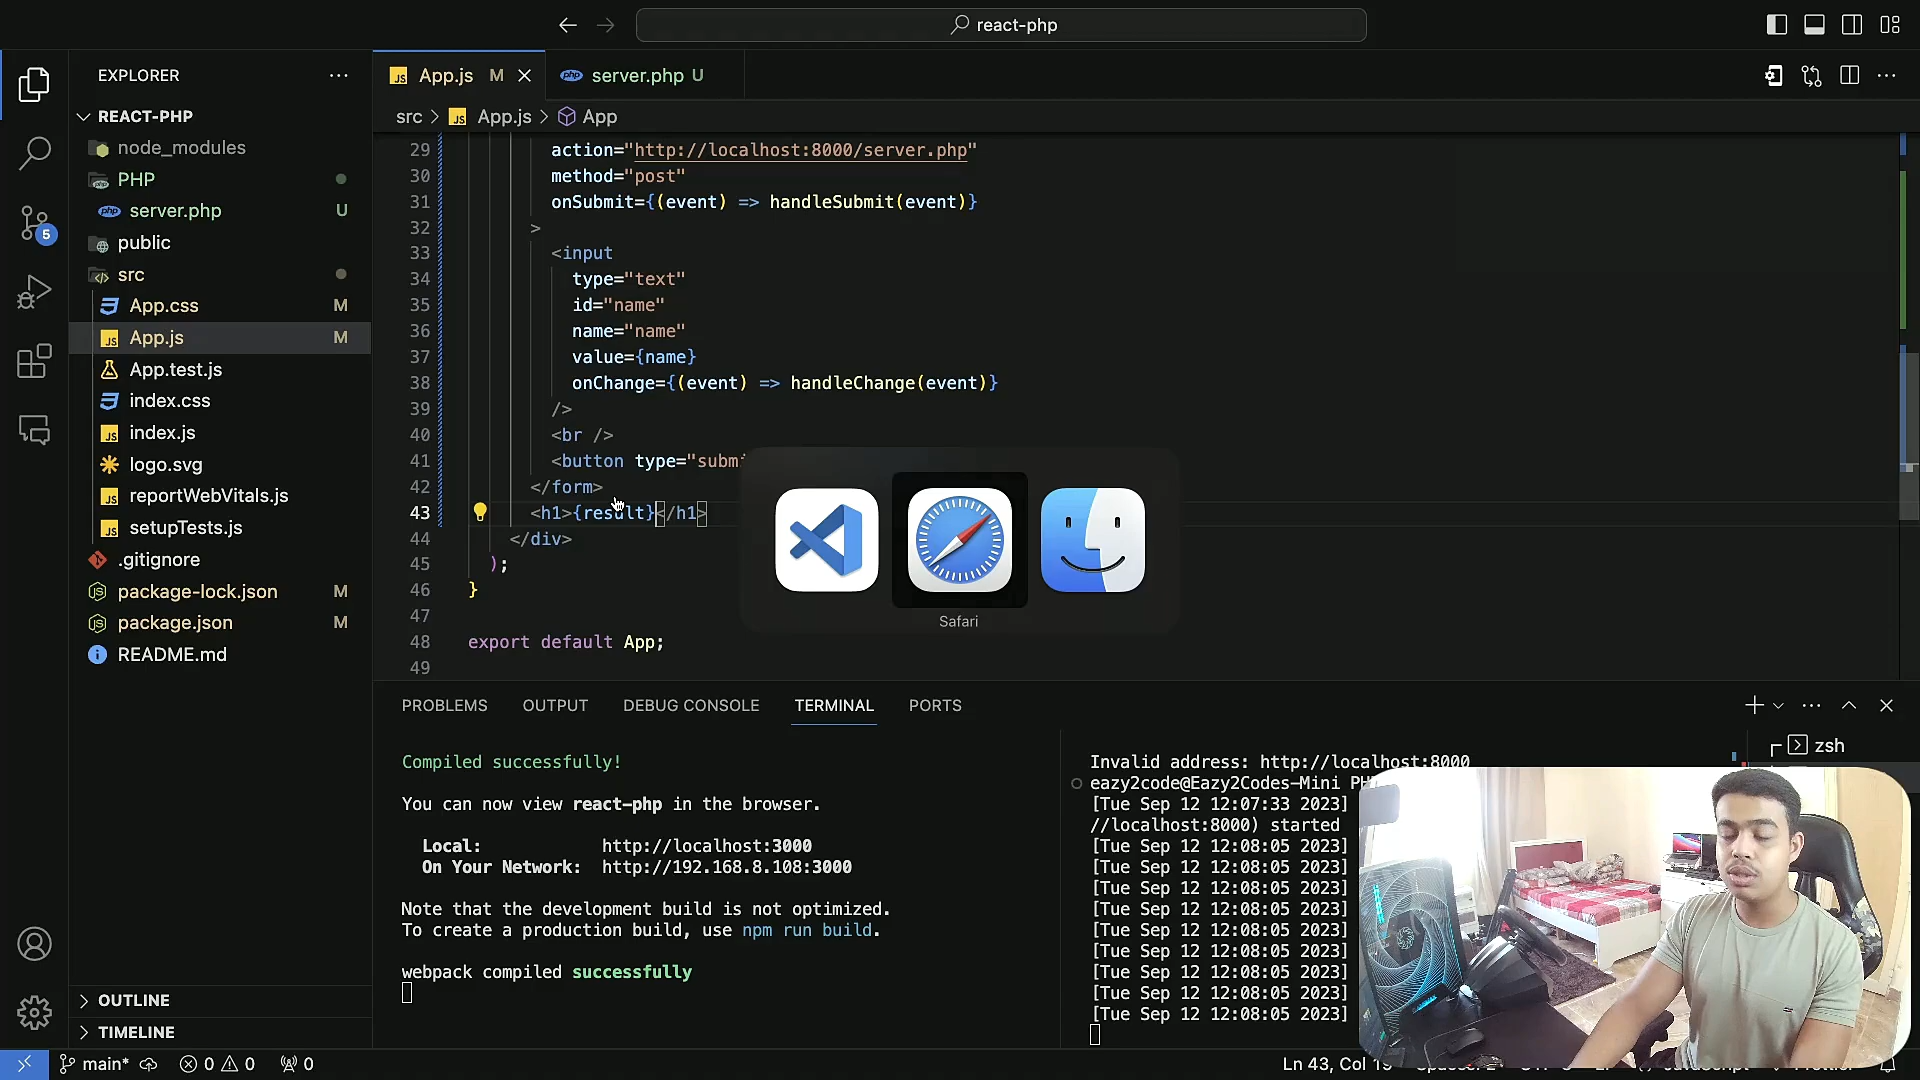 react-php
EXPLORER
REACT-PHP
node_modules
PHP
server.php U
public
src
App.css M
App.js M
App.test.js
index.css
index.js
logo.svg
reportWebVitals.js
setupTests.js
.gitignore
package-lock.json M
package.json M
README.md
OUTLINE
TIMELINE
5
App.js M
server.php U
src > App.js > App
29 action="http://localhost:8000/server.php"
30 method="post"
31 onSubmit={(event) => handleSubmit(event)}
32 >
33 <input
34 type="text"
35 id="name"
36 name="name"
37 value={name}
38 onChange={(event) => handleChange(event)}
39 />
40 <br />
41 <button type="submi
42 </form>
43 <h1>{result}</h1>
44 </div>
45 );
46 }
47
48 export default App;
49
Safari
PROBLEMS OUTPUT DEBUG CONSOLE TERMINAL PORTS
Compiled successfully!
You can now view react-php in the browser.
Local: http://localhost:3000
On Your Network: http://192.168.8.108:3000
Note that the development build is not optimized.
To create a production build, use npm run build.
webpack compiled successfully
Invalid address: http://localhost:8000
eazy2code@Eazy2Codes-Mini PH
[Tue Sep 12 12:07:33 2023]
//localhost:8000) started
[Tue Sep 12 12:08:05 2023]
[Tue Sep 12 12:08:05 2023]
[Tue Sep 12 12:08:05 2023]
[Tue Sep 12 12:08:05 2023]
[Tue Sep 12 12:08:05 2023]
[Tue Sep 12 12:08:05 2023]
[Tue Sep 12 12:08:05 2023]
[Tue Sep 12 12:08:05 2023]
[Tue Sep 12 12:08:05 2023]
zsh
main* 0 0 0
Ln 43, Col